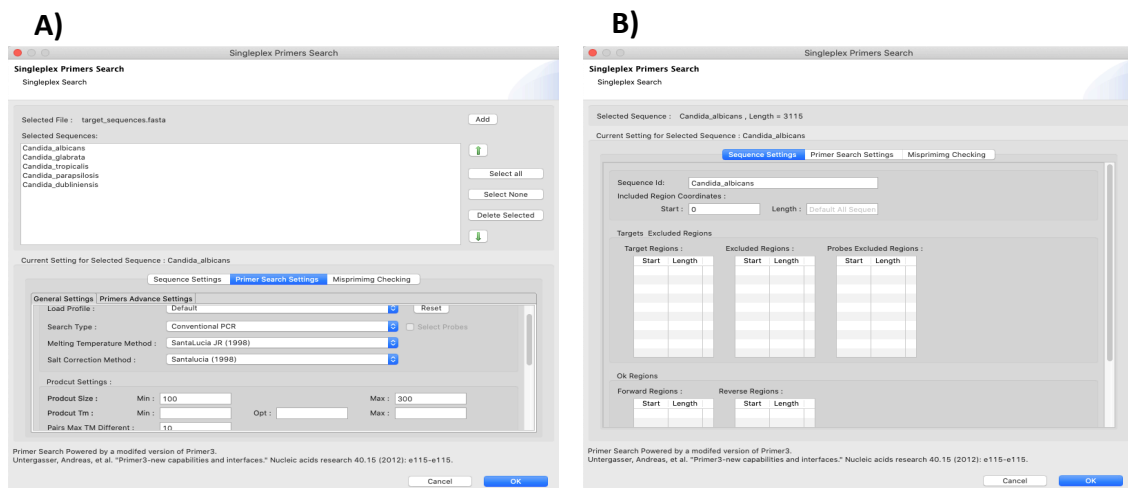 A)
Singleplex Primers Search
Singleplex Primers Search
Singleplex Search
Selected File : target_sequences.fasta Add
Selected Sequences:
Candida_albicans
Candida_glabrata
Candida_tropicalis
Candida_parapsilosis
Candida_dubliniensis
Select all
Select None
Delete Selected
Current Setting for Selected Sequence : Candida_albicans
Sequence Settings Primer Search Settings Misprimimg Checking
General Settings Primers Advance Settings
Load Profile : Default Reset
Search Type : Conventional PCR Select Probes
Melting Temperature Method : SantaLucia JR (1998)
Salt Correction Method : Santalucia (1998)
Prodcut Settings :
Prodcut Size : Min : 100 Max : 300
Prodcut Tm : Min : Opt : Max :
Pairs Max TM Different : 10
Primer Search Powered by a modifed version of Primer3.
Untergasser, Andreas, et al. "Primer3-new capabilities and interfaces." Nucleic acids research 40.15 (2012): e115-e115.
Cancel OK
B)
Singleplex Primers Search
Singleplex Primers Search
Singleplex Search
Selected Sequence : Candida_albicans , Length = 3115
Current Setting for Selected Sequence : Candida_albicans
Sequence Settings Primer Search Settings Misprimimg Checking
Sequence Id: Candida_albicans
Included Region Coordinates :
Start : 0 Length : Default All Sequen
Targets Excluded Regions
Target Regions : Excluded Regions : Probes Excluded Regions :
Start Length Start Length Start Length
Ok Regions
Forward Regions : Reverse Regions :
Start Length Start Length
Primer Search Powered by a modifed version of Primer3.
Untergasser, Andreas, et al. "Primer3-new capabilities and interfaces." Nucleic acids research 40.15 (2012): e115-e115.
Cancel OK